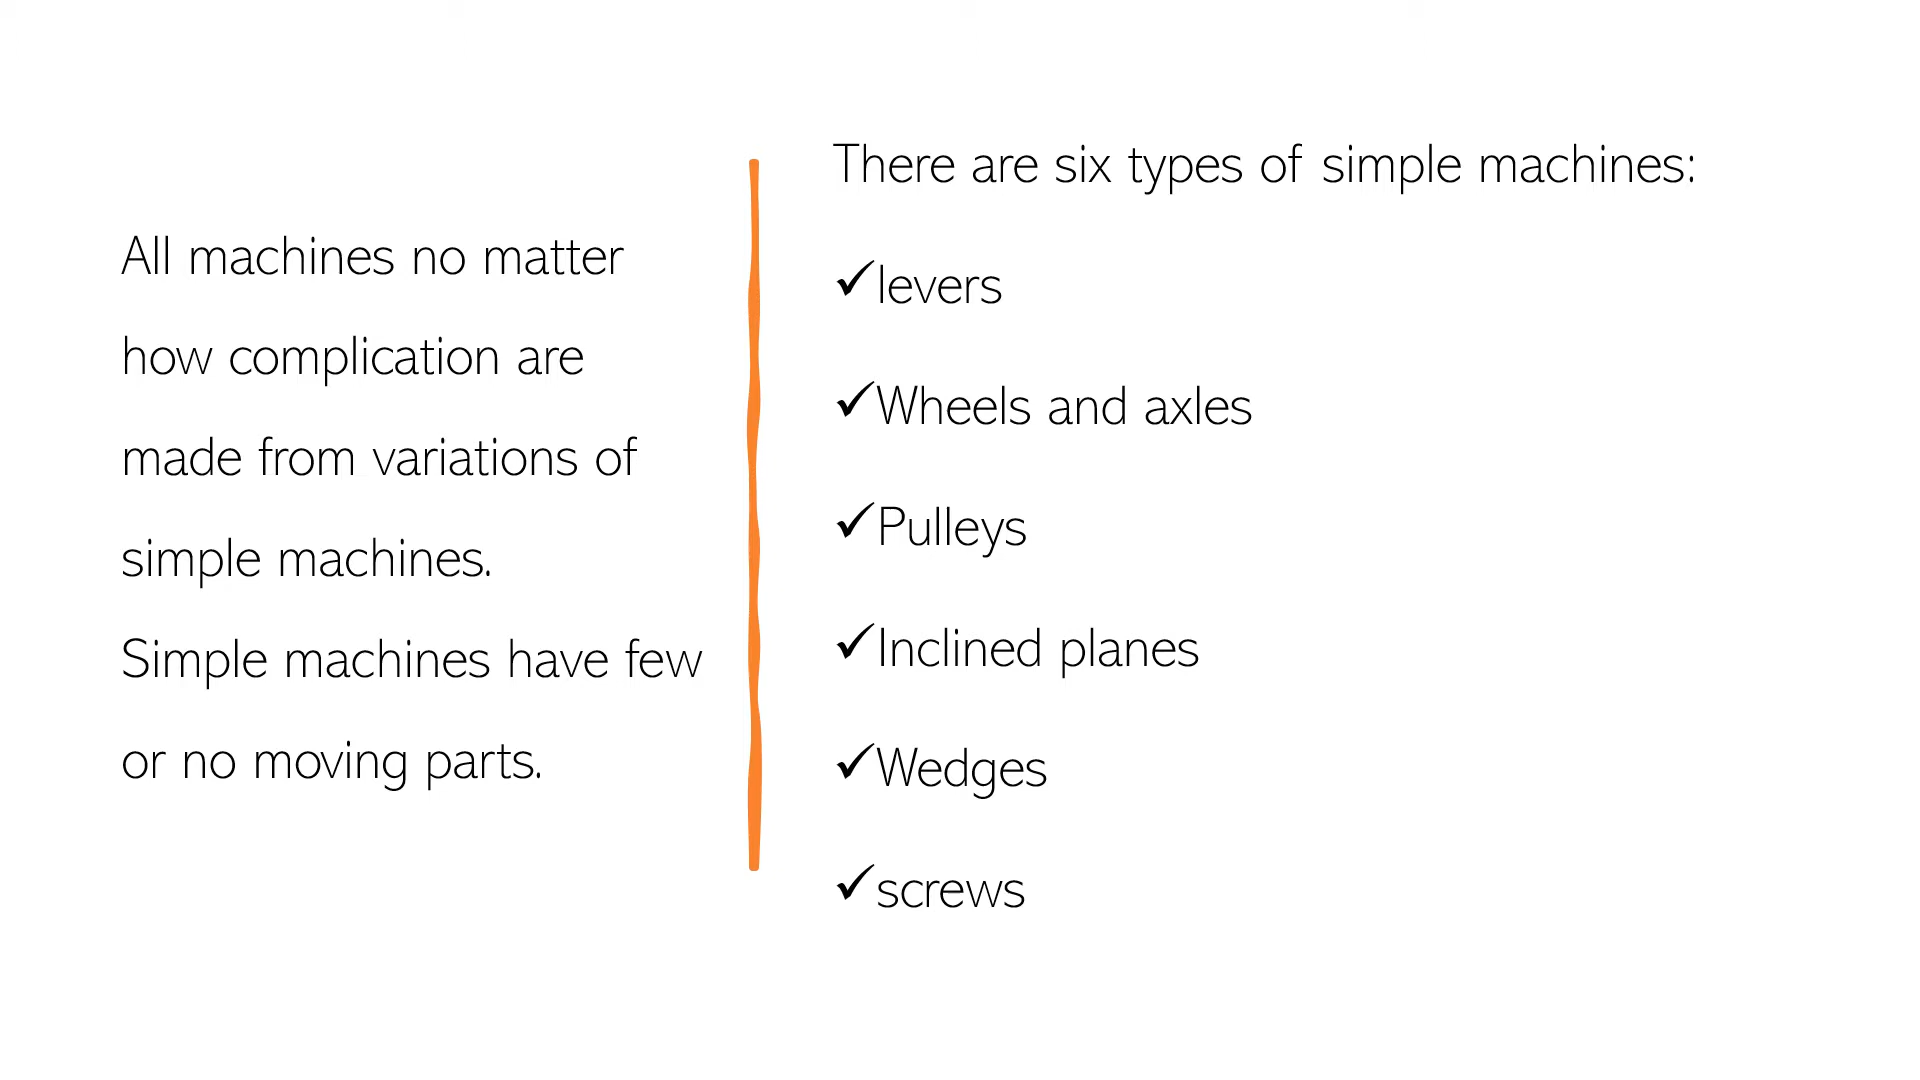 All machines no matter
how complication are
made from variations of
simple machines.
Simple machines have few
or no moving parts.
There are six types of simple machines:
✓levers
✓Wheels and axles
✓Pulleys
✓Inclined planes
✓Wedges
✓screws